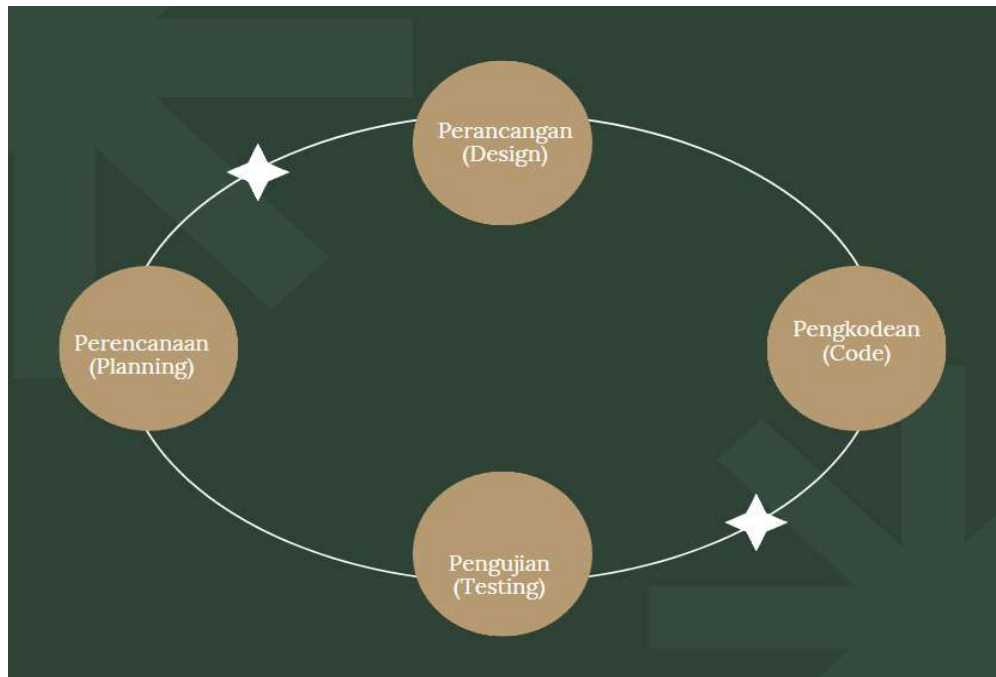 Perancangan
(Design)
Perencanaan
(Planning)
Pengkodean
(Code)
Pengujian
(Testing)